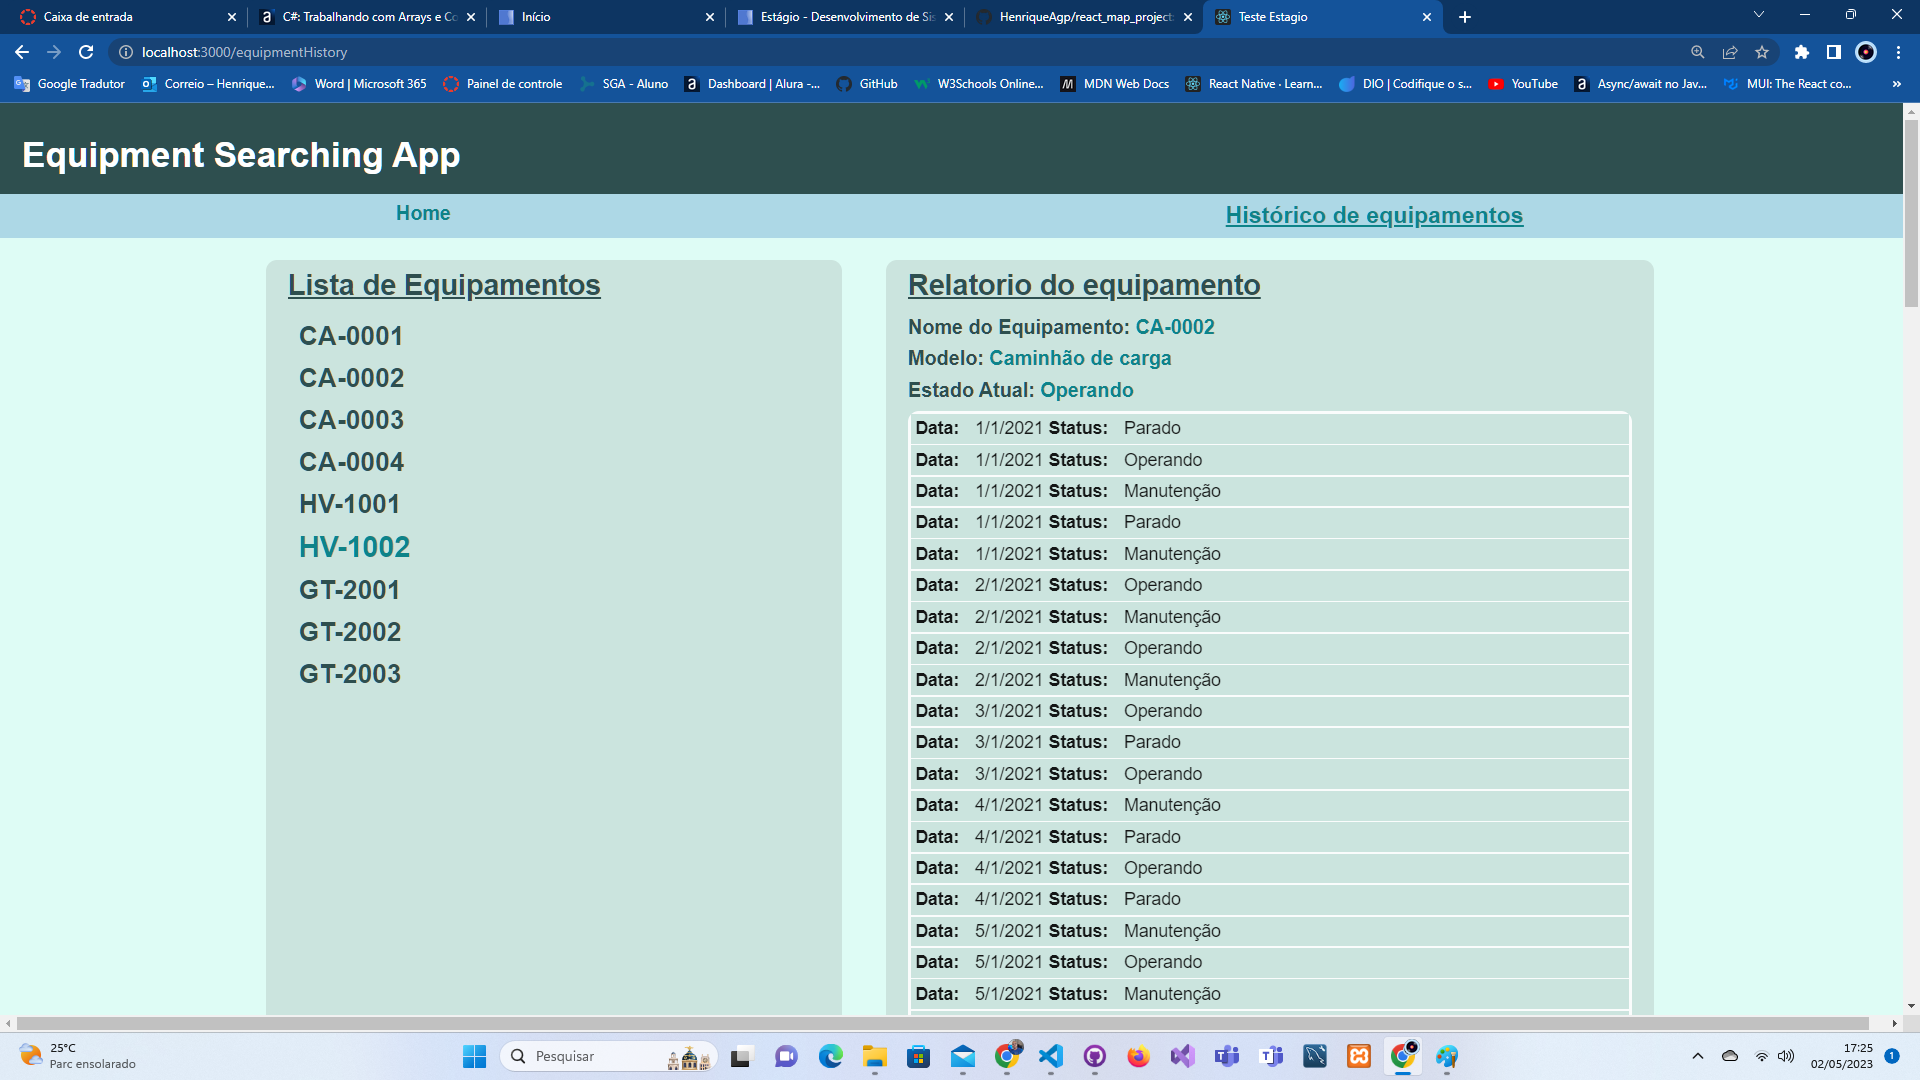 Caixa de entrada
C#: Trabalhando com Arrays e Co
Início
Estágio - Desenvolvimento de Sis
HenriqueAgp/react_map_project
Teste Estagio
localhost:3000/equipmentHistory
Google Tradutor
Correio – Henrique...
Word | Microsoft 365
Painel de controle
SGA - Aluno
Dashboard | Alura -...
GitHub
W3Schools Online...
MDN Web Docs
React Native · Learn...
DIO | Codifique o s...
YouTube
Async/await no Jav...
MUI: The React co...
»
Equipment Searching App
Home
Histórico de equipamentos
Lista de Equipamentos
CA-0001
CA-0002
CA-0003
CA-0004
HV-1001
HV-1002
GT-2001
GT-2002
GT-2003
Relatorio do equipamento
Nome do Equipamento: CA-0002
Modelo: Caminhão de carga
Estado Atual: Operando
Data: 1/1/2021 Status: Parado
Data: 1/1/2021 Status: Operando
Data: 1/1/2021 Status: Manutenção
Data: 1/1/2021 Status: Parado
Data: 1/1/2021 Status: Manutenção
Data: 2/1/2021 Status: Operando
Data: 2/1/2021 Status: Manutenção
Data: 2/1/2021 Status: Operando
Data: 2/1/2021 Status: Manutenção
Data: 3/1/2021 Status: Operando
Data: 3/1/2021 Status: Parado
Data: 3/1/2021 Status: Operando
Data: 4/1/2021 Status: Manutenção
Data: 4/1/2021 Status: Parado
Data: 4/1/2021 Status: Operando
Data: 4/1/2021 Status: Parado
Data: 5/1/2021 Status: Manutenção
Data: 5/1/2021 Status: Operando
Data: 5/1/2021 Status: Manutenção
25°C
Parc ensolarado
Pesquisar
17:25
02/05/2023
1